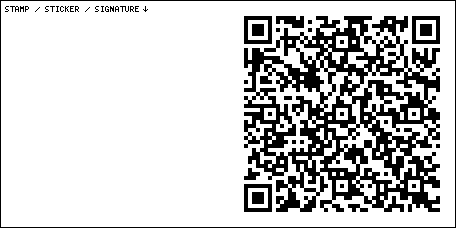 STAMP / STICKER / SIGNATURE ↓